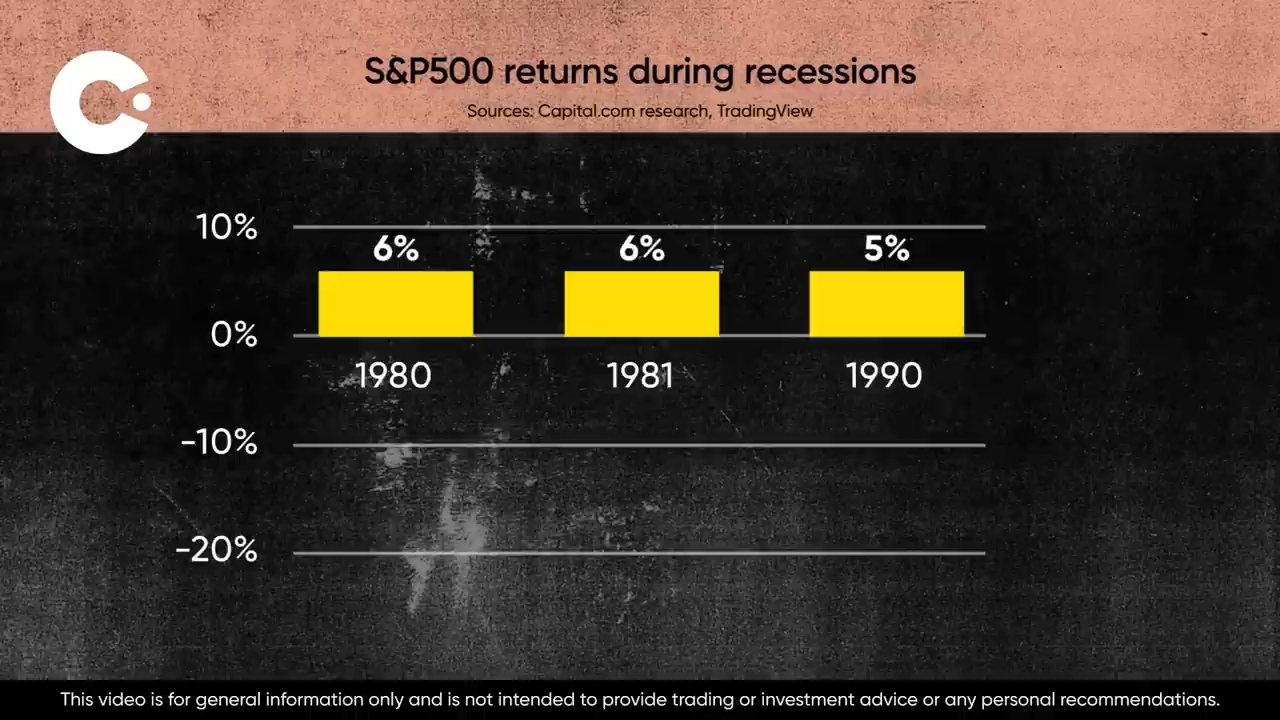 S&P500 returns during recessions
Sources: Capital.com research, TradingView
10%
6% 6% 5%
0%
1980 1981 1990
-10%
-20%
This video is for general information only and is not intended to provide trading or investment advice or any personal recommendations.